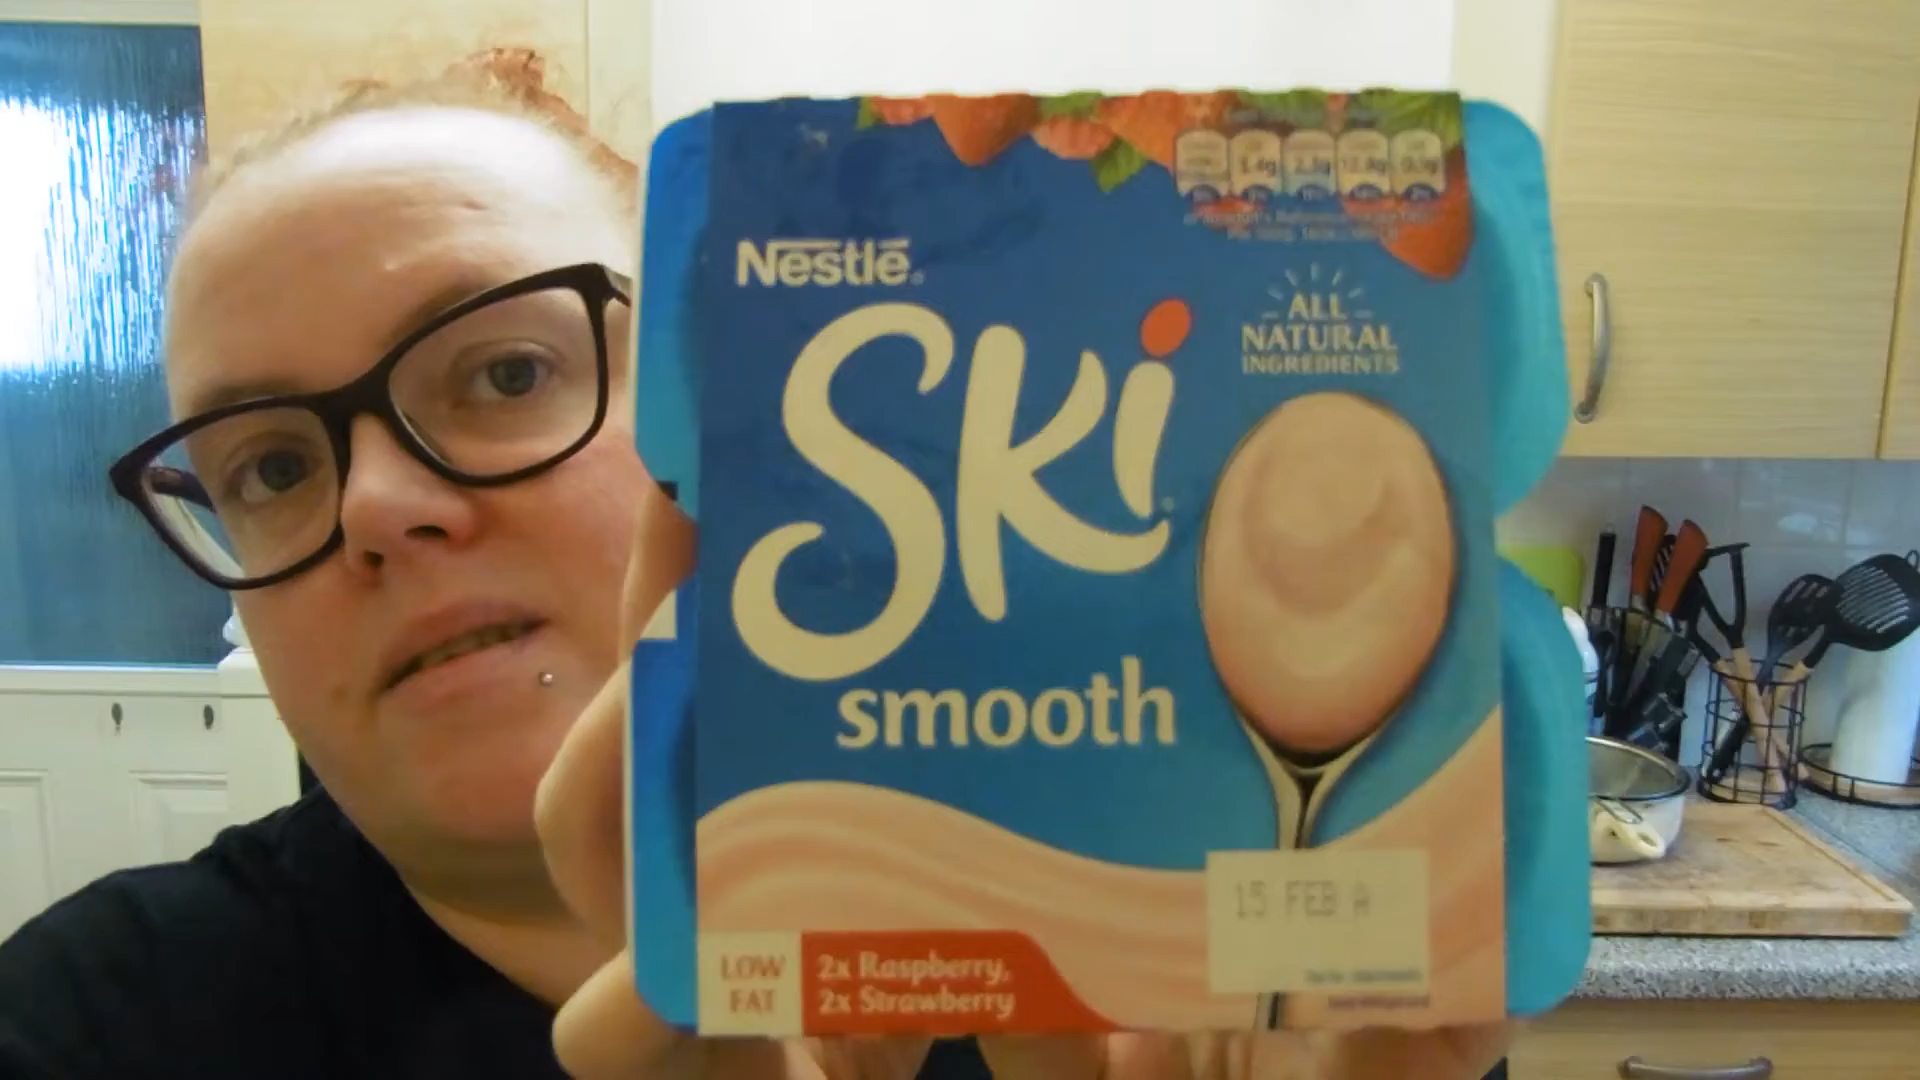 Nestlé
Ski
smooth
ALL
NATURAL
INGREDIENTS
15 FEB A
LOW
FAT
2x Raspberry,
2x Strawberry